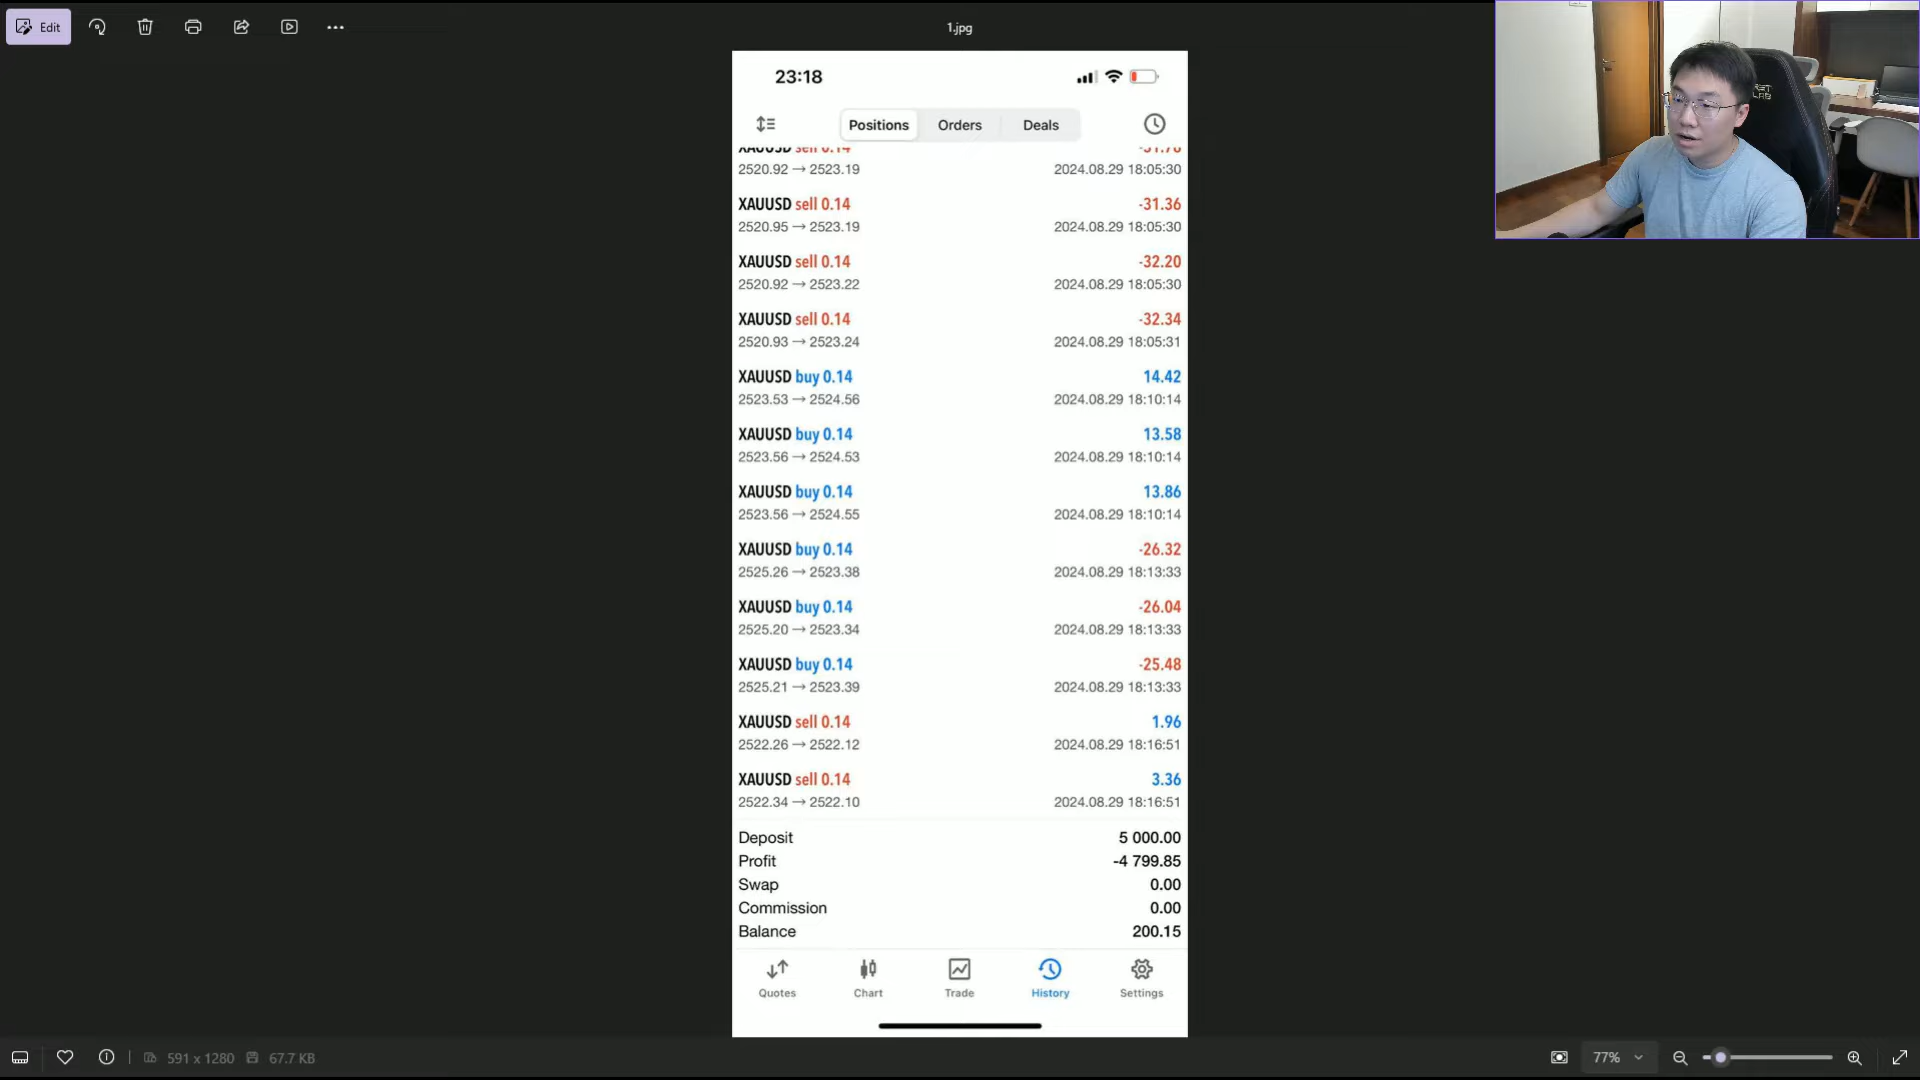 Edit
1.jpg
23:18
Positions Orders Deals
XAUUSD sell 0.14 -31.78
2520.92 → 2523.19 2024.08.29 18:05:30
XAUUSD sell 0.14 -31.36
2520.95 → 2523.19 2024.08.29 18:05:30
XAUUSD sell 0.14 -32.20
2520.92 → 2523.22 2024.08.29 18:05:30
XAUUSD sell 0.14 -32.34
2520.93 → 2523.24 2024.08.29 18:05:31
XAUUSD buy 0.14 14.42
2523.53 → 2524.56 2024.08.29 18:10:14
XAUUSD buy 0.14 13.58
2523.56 → 2524.53 2024.08.29 18:10:14
XAUUSD buy 0.14 13.86
2523.56 → 2524.55 2024.08.29 18:10:14
XAUUSD buy 0.14 -26.32
2525.26 → 2523.38 2024.08.29 18:13:33
XAUUSD buy 0.14 -26.04
2525.20 → 2523.34 2024.08.29 18:13:33
XAUUSD buy 0.14 -25.48
2525.21 → 2523.39 2024.08.29 18:13:33
XAUUSD sell 0.14 1.96
2522.26 → 2522.12 2024.08.29 18:16:51
XAUUSD sell 0.14 3.36
2522.34 → 2522.10 2024.08.29 18:16:51
Deposit 5 000.00
Profit -4 799.85
Swap 0.00
Commission 0.00
Balance 200.15
Quotes Chart Trade History Settings
591 x 1280 67.7 KB 77%